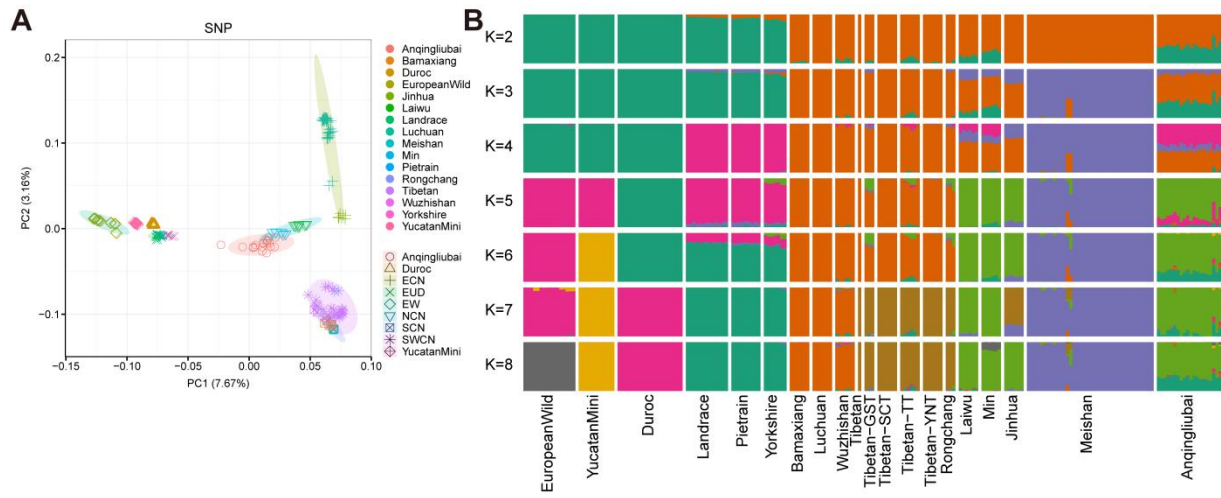 A
SNP
PC2 (3.16%)
0.2
0.1
0.0
−0.1
−0.15
−0.10
−0.05
0.00
0.05
0.10
PC1 (7.67%)
Anqingliubai
Bamaxiang
Duroc
EuropeanWild
Jinhua
Laiwu
Landrace
Luchuan
Meishan
Min
Pietrain
Rongchang
Tibetan
Wuzhishan
Yorkshire
YucatanMini
Anqingliubai
Duroc
ECN
EUD
EW
NCN
SCN
SWCN
YucatanMini
B
K=2
K=3
K=4
K=5
K=6
K=7
K=8
EuropeanWild
YucatanMini
Duroc
Landrace
Pietrain
Yorkshire
Bamaxiang
Luchuan
Wuzhishan
Tibetan
Tibetan−GST
Tibetan−SCT
Tibetan−TT
Tibetan−YNT
Rongchang
Laiwu
Min
Jinhua
Meishan
Anqingliubai